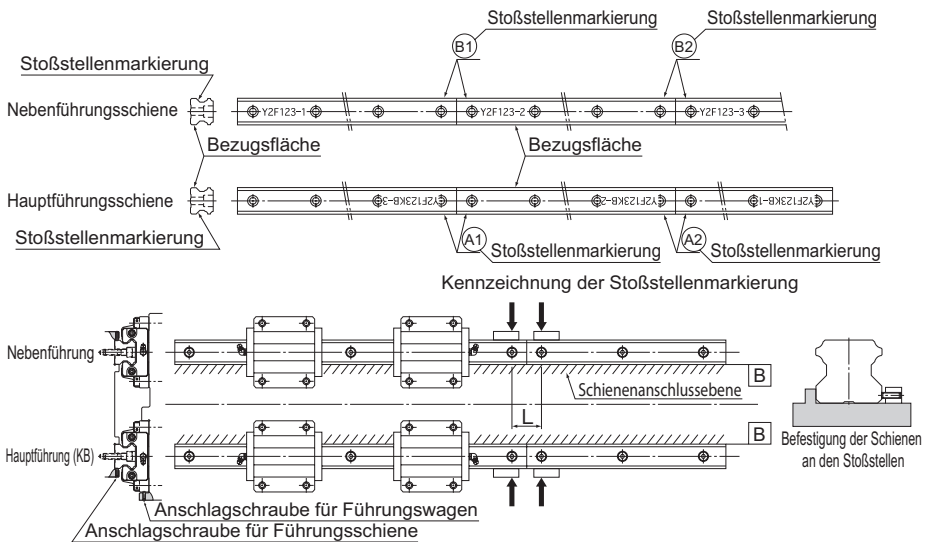 Stoßstellenmarkierung
Stoßstellenmarkierung
B1
B2
Stoßstellenmarkierung
Nebenführungsschiene
Y2F123-1
Y2F123-2
Y2F123-3
Bezugsfläche
Bezugsfläche
Hauptführungsschiene
Y2F123KB-3
Y2F123KB-2
Y2F123KB-1
Stoßstellenmarkierung
A1
Stoßstellenmarkierung
A2
Stoßstellenmarkierung
Kennzeichnung der Stoßstellenmarkierung
Nebenführung
B
Schienenanschlussebene
L
B
Hauptführung (KB)
Befestigung der Schienen
an den Stoßstellen
Anschlagschraube für Führungswagen
Anschlagschraube für Führungsschiene